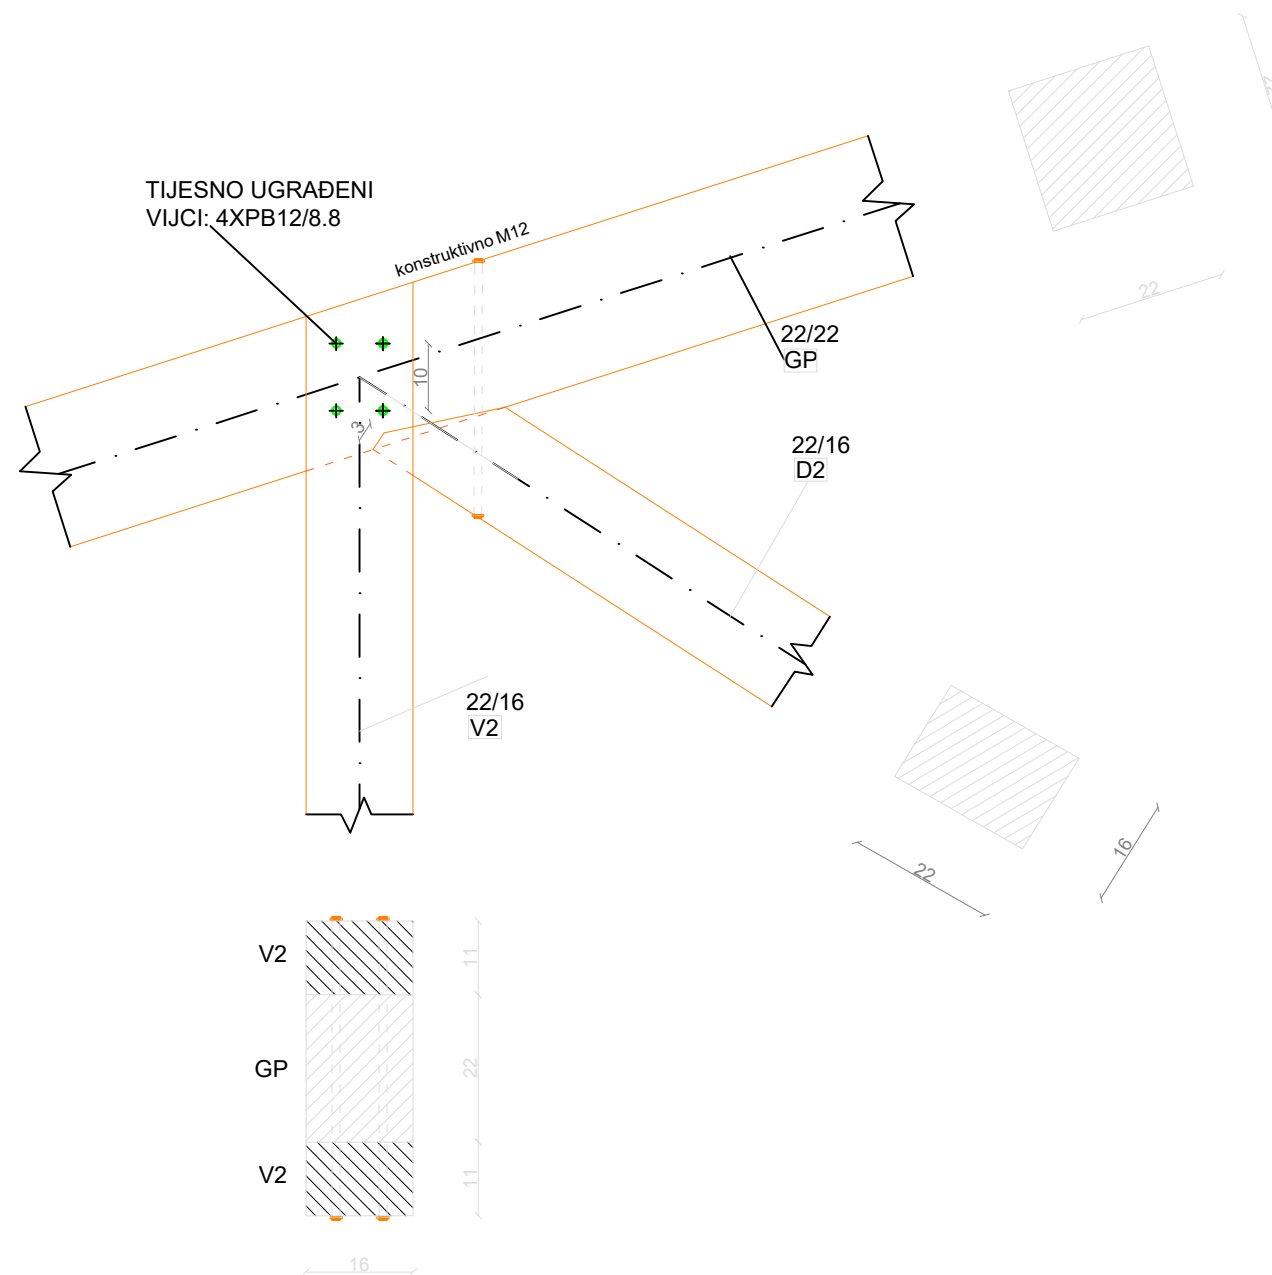 TIJESNO UGRAĐENI
VIJCI: 4XPB12/8.8
konstruktivno M12
22
22/22
GP
10
3
22/16
D2
22/16
V2
22
16
V2
11
GP
22
V2
11
16